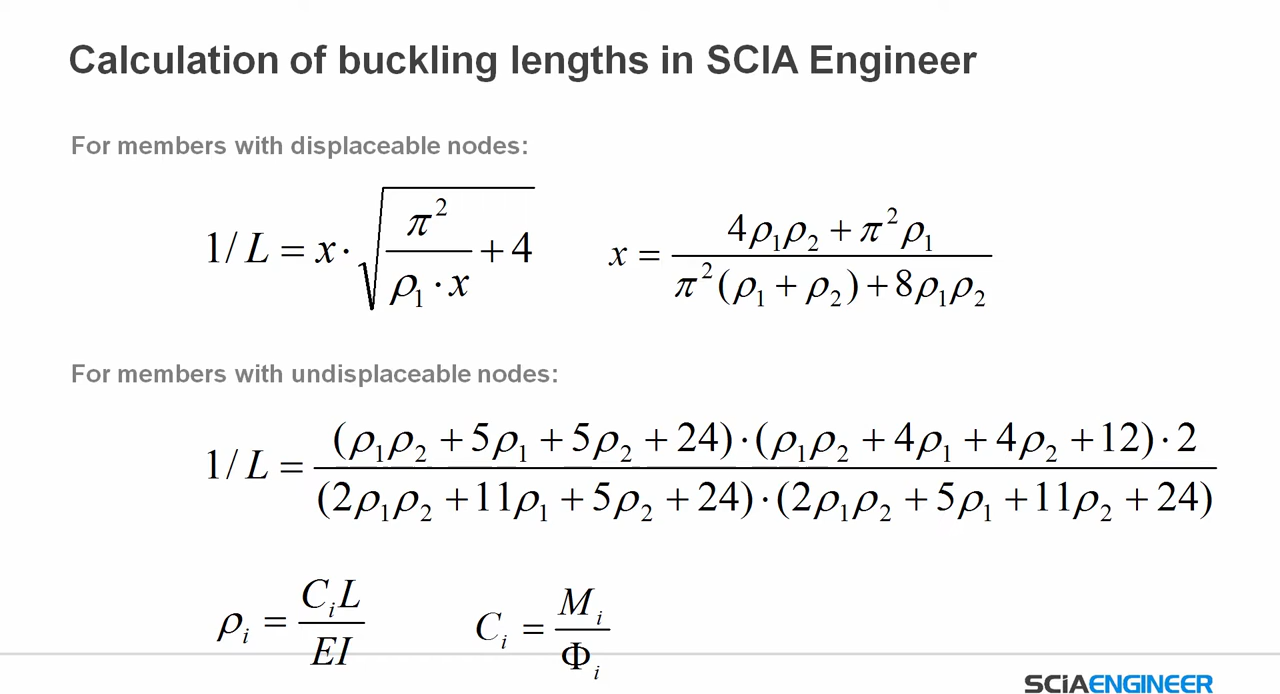 Calculation of buckling lengths in SCIA Engineer
For members with displaceable nodes:
1/L = x · √(π²/(ρ₁ · x) + 4)
x = (4ρ₁ρ₂ + π²ρ₁)/(π²(ρ₁ + ρ₂) + 8ρ₁ρ₂)
For members with undisplaceable nodes:
1/L = ((ρ₁ρ₂ + 5ρ₁ + 5ρ₂ + 24) · (ρ₁ρ₂ + 4ρ₁ + 4ρ₂ + 12) · 2)/((2ρ₁ρ₂ + 11ρ₁ + 5ρ₂ + 24) · (2ρ₁ρ₂ + 5ρ₁ + 11ρ₂ + 24))
ρᵢ = CᵢL/EI
Cᵢ = Mᵢ/Φᵢ
SCiAENGINEER